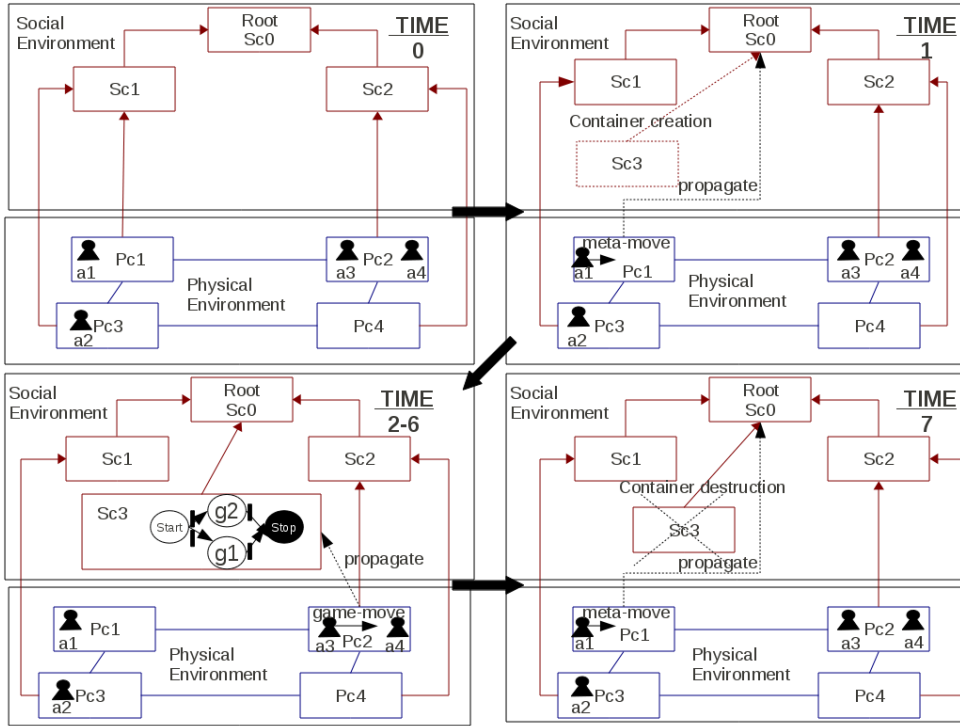 Social
Environment
Root
Sc0
TIME
0
Sc1
Sc2
a1
Pc1
a3
Pc2
a4
Physical
Environment
Pc3
a2
Pc4
Social
Environment
Root
Sc0
TIME
1
Sc1
Sc2
Container creation
Sc3
propagate
meta-move
a1
Pc1
a3
Pc2
a4
Physical
Environment
Pc3
a2
Pc4
Social
Environment
Root
Sc0
TIME
2-6
Sc1
Sc2
Sc3
Start
g2
g1
Stop
propagate
game-move
a1
Pc1
a3
Pc2
a4
Physical
Environment
Pc3
a2
Pc4
Social
Environment
Root
Sc0
TIME
7
Sc1
Sc2
Container destruction
Sc3
propagate
meta-move
a1
Pc1
a3
Pc2
a4
Physical
Environment
Pc3
a2
Pc4